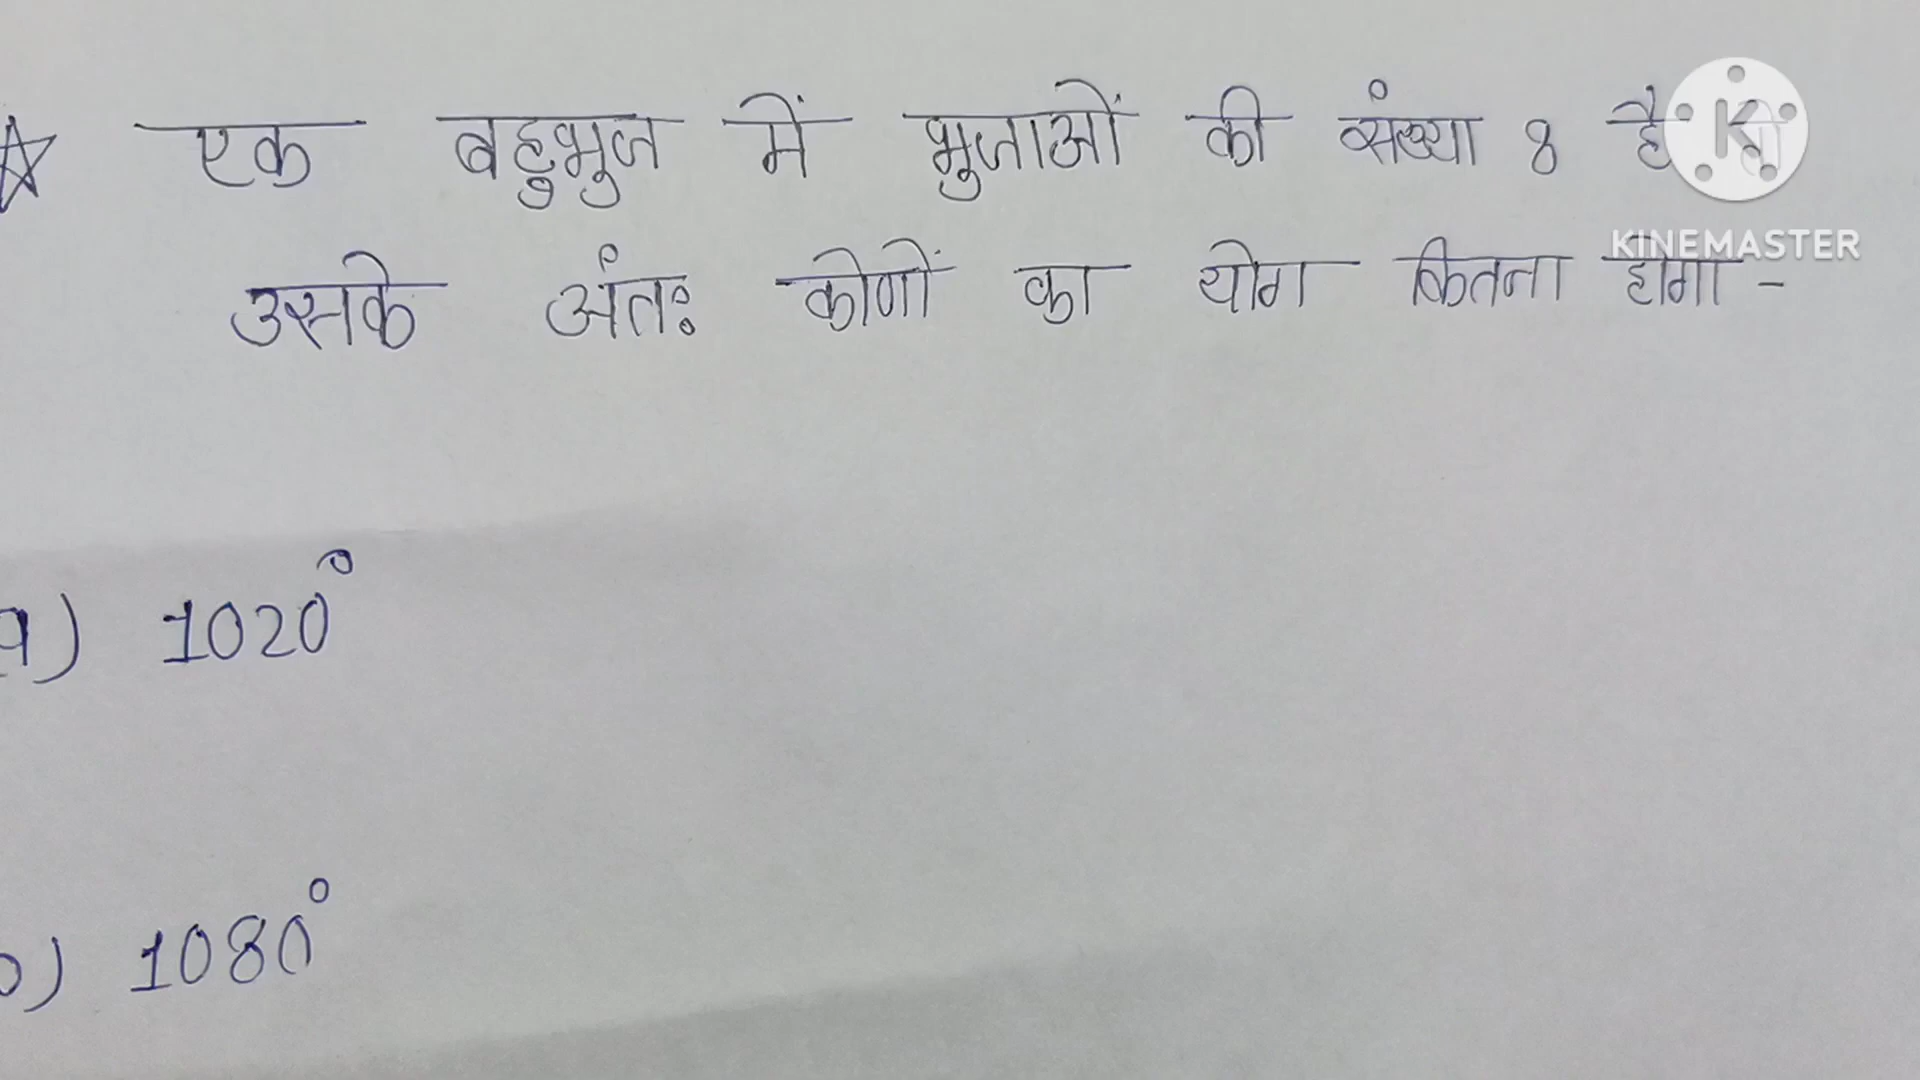 एक बहुभुज में भुजाओं की संख्या 8 है
KINEMASTER
उसके अंतः कोणों का योग कितना होगा -
a) 1020°
b) 1080°